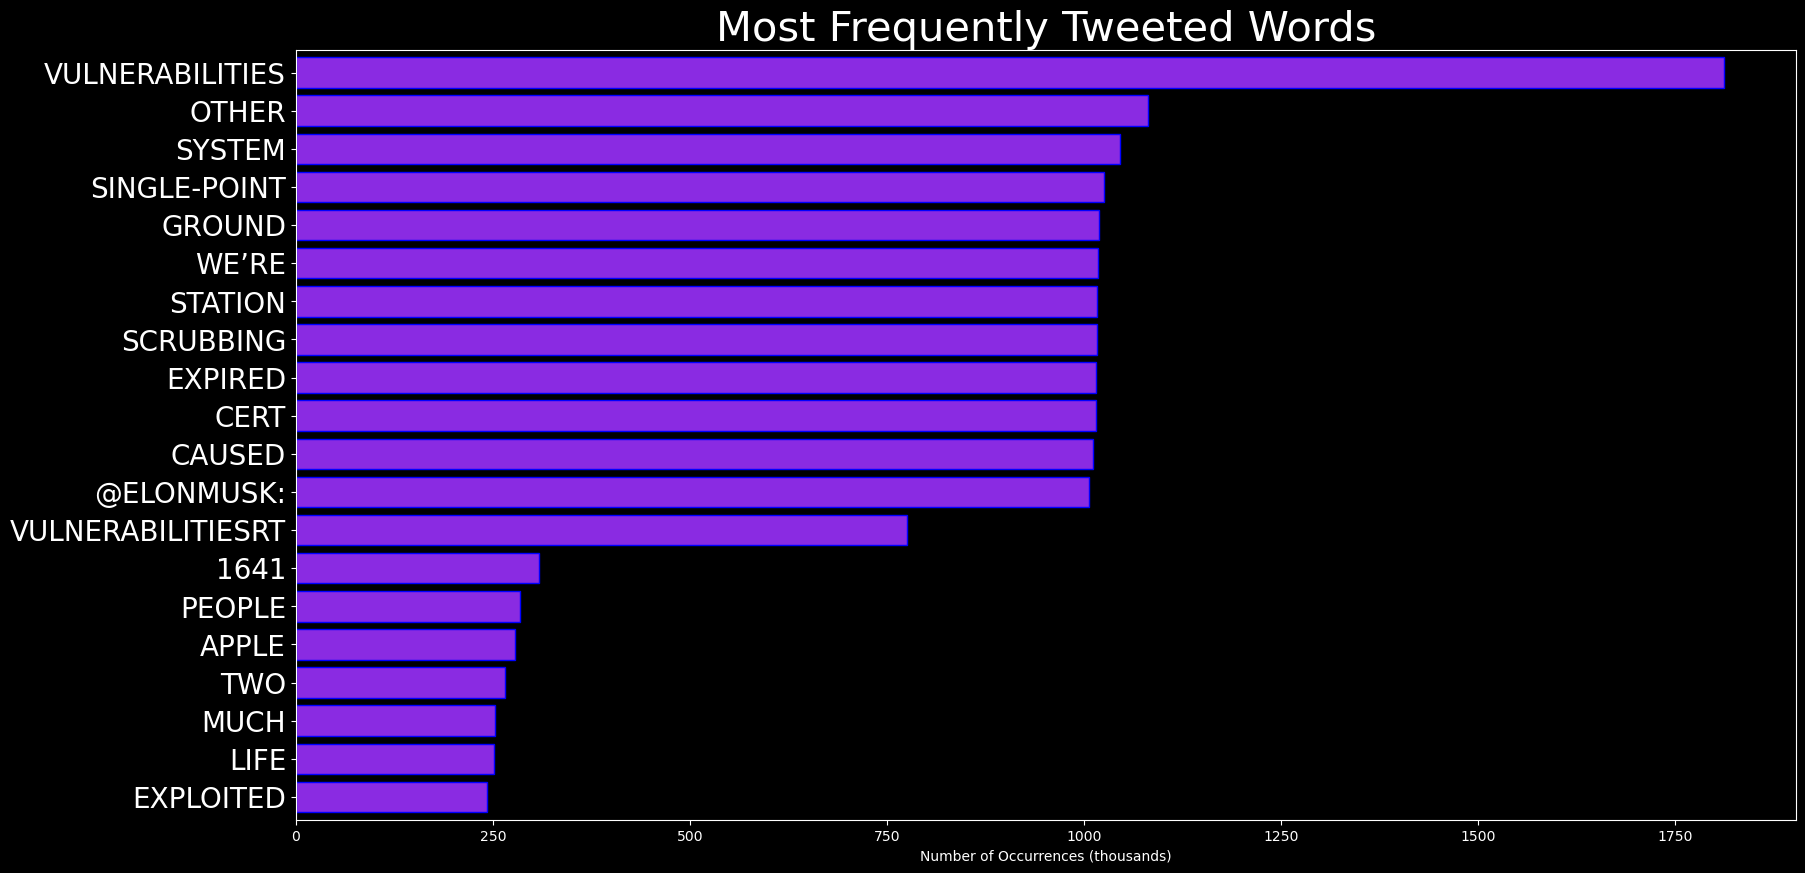 Most Frequently Tweeted Words
VULNERABILITIES
OTHER
SYSTEM
SINGLE-POINT
GROUND
WE’RE
STATION
SCRUBBING
EXPIRED
CERT
CAUSED
@ELONMUSK:
VULNERABILITIESRT
1641
PEOPLE
APPLE
TWO
MUCH
LIFE
EXPLOITED
0 250 500 750 1000 1250 1500 1750
Number of Occurrences (thousands)